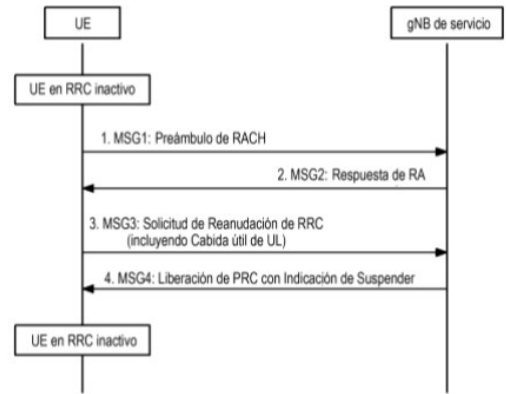 UE
gNB de servicio
UE en RRC inactivo
1. MSG1: Preámbulo de RACH
2. MSG2: Respuesta de RA
3. MSG3: Solicitud de Reanudación de RRC
(incluyendo Cabida útil de UL)
4. MSG4: Liberación de PRC con Indicación de Suspender
UE en RRC inactivo